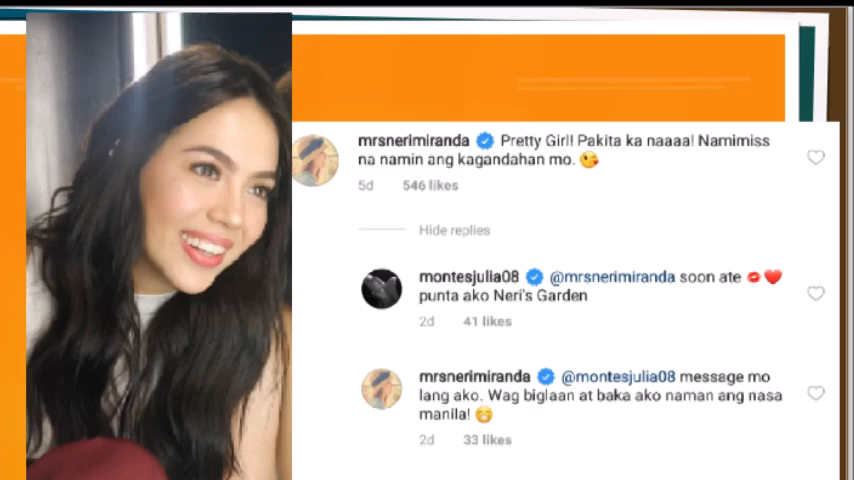 mrsnerimiranda Pretty Girl! Pakita ka naaaa! Namimiss
na namin ang kagandahan mo. 😘
5d 546 likes
Hide replies
montesjulia08 @mrsnerimiranda soon ate 💋❤️
punta ako Neri's Garden
2d 41 likes
mrsnerimiranda @montesjulia08 message mo
lang ako. Wag biglaan at baka ako naman ang nasa
manila! 😁
2d 33 likes